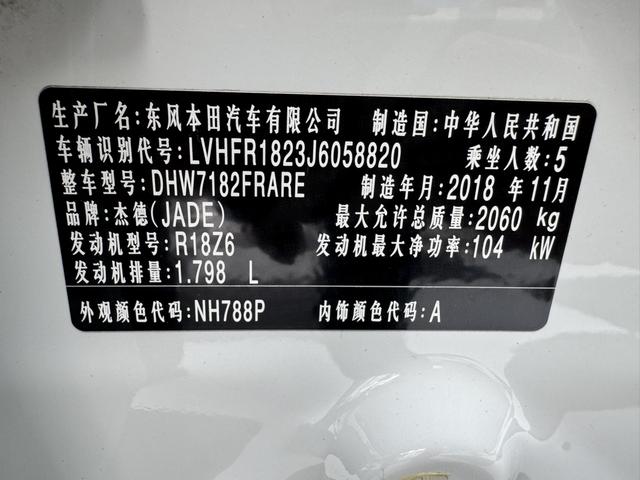 生产厂名:东风本田汽车有限公司 制造国:中华人民共和国
车辆识别代号:LVHFR1823J6058820 乘坐人数:5
整车型号:DHW7182FRARE 制造年月:2018 年11月
品牌:杰德(JADE) 最大允许总质量:2060 kg
发动机型号:R18Z6 发动机最大净功率:104 kW
发动机排量:1.798 L
外观颜色代码:NH788P 内饰颜色代码:A